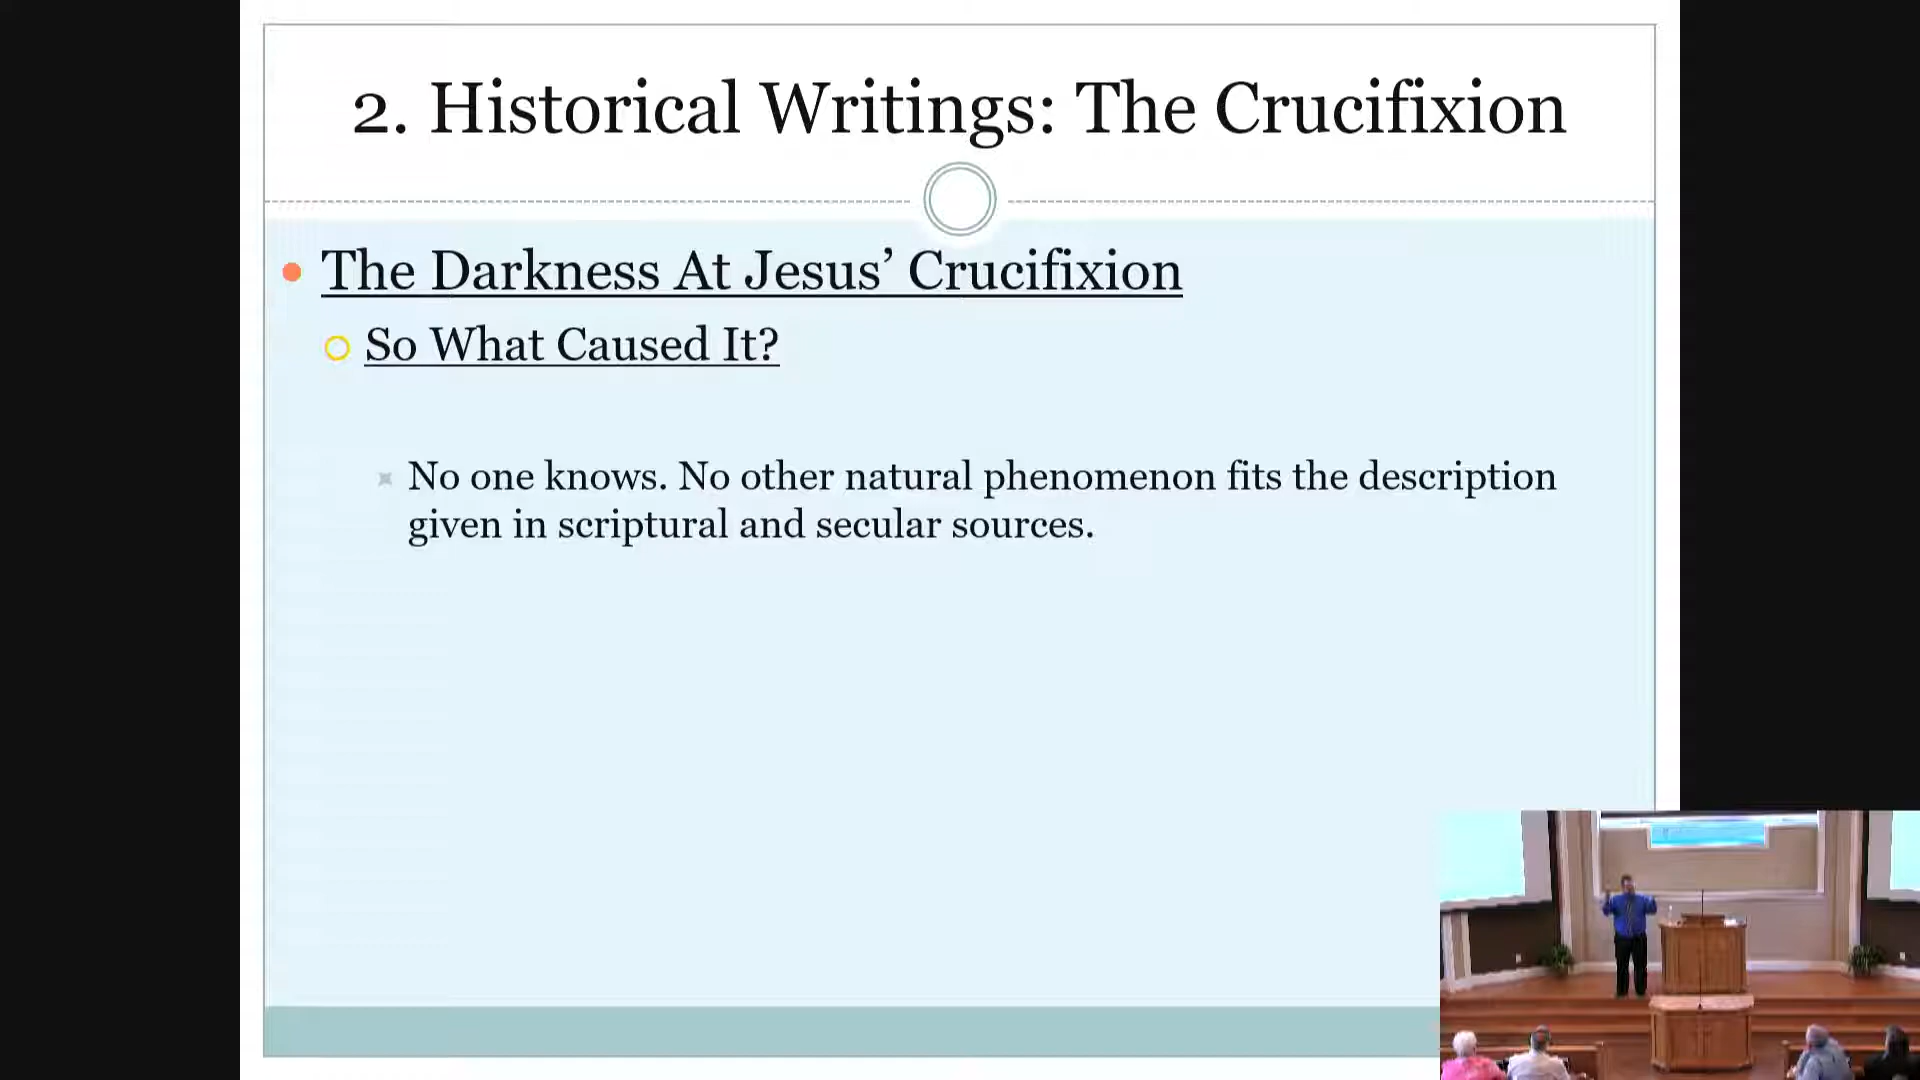 2. Historical Writings: The Crucifixion
The Darkness At Jesus’ Crucifixion
So What Caused It?
No one knows. No other natural phenomenon fits the description
given in scriptural and secular sources.